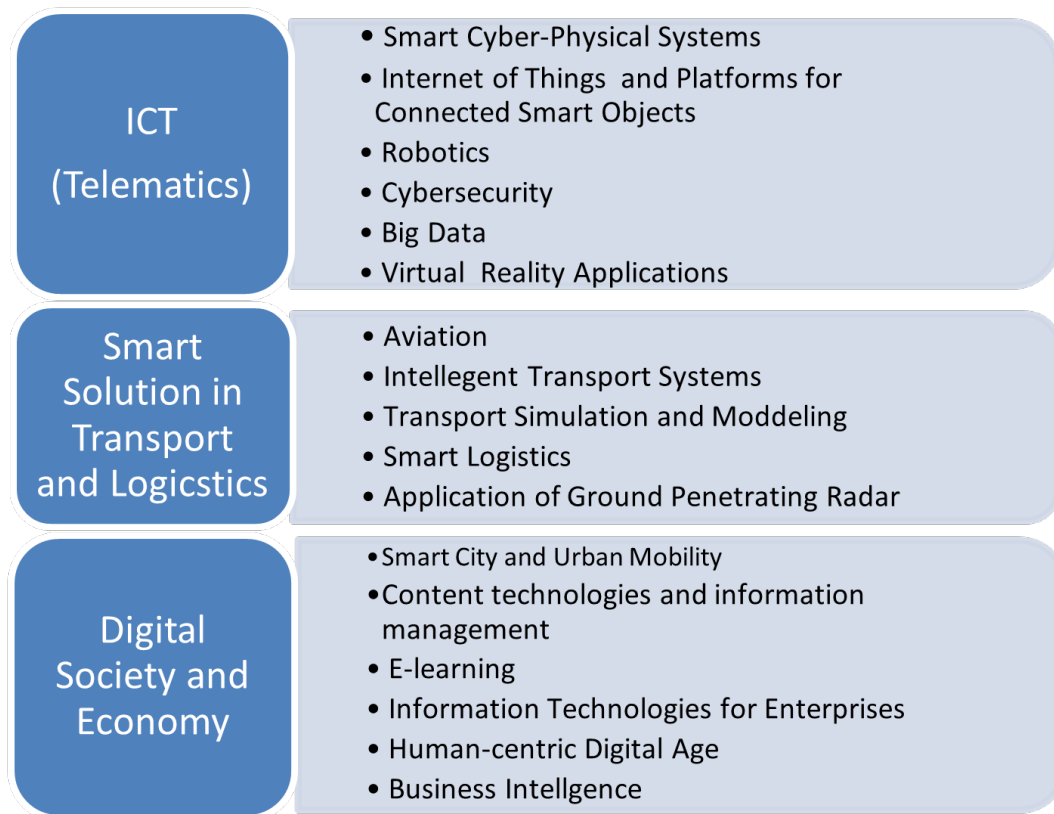 ICT
(Telematics)
• Smart Cyber-Physical Systems
• Internet of Things and Platforms for
Connected Smart Objects
• Robotics
• Cybersecurity
• Big Data
• Virtual Reality Applications
Smart
Solution in
Transport
and Logicstics
• Aviation
• Intellegent Transport Systems
• Transport Simulation and Moddeling
• Smart Logistics
• Application of Ground Penetrating Radar
Digital
Society and
Economy
•Smart City and Urban Mobility
•Content technologies and information
management
• E-learning
• Information Technologies for Enterprises
• Human-centric Digital Age
• Business Intellgence